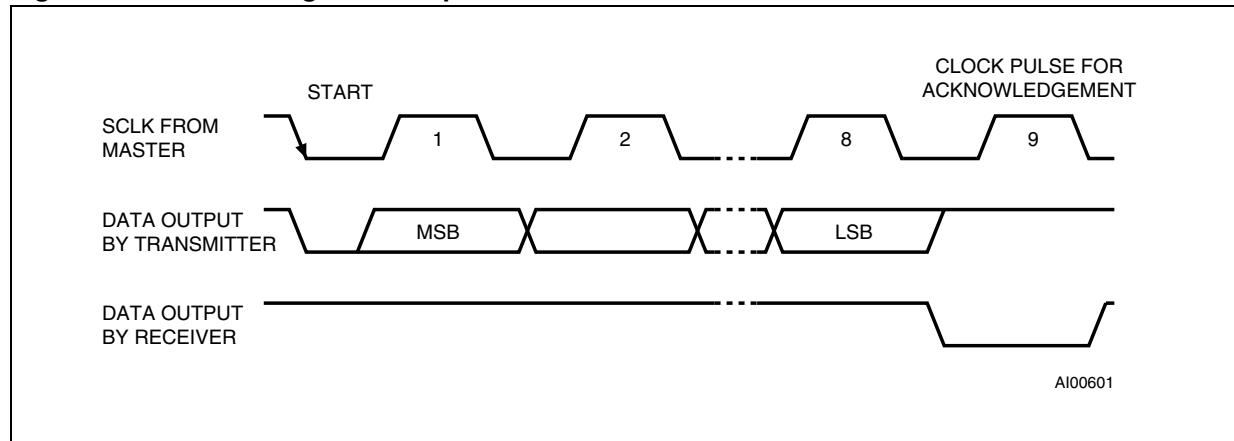 START
CLOCK PULSE FOR
ACKNOWLEDGEMENT
SCLK FROM
MASTER
1
2
8
9
DATA OUTPUT
BY TRANSMITTER
MSB
LSB
DATA OUTPUT
BY RECEIVER
AI00601